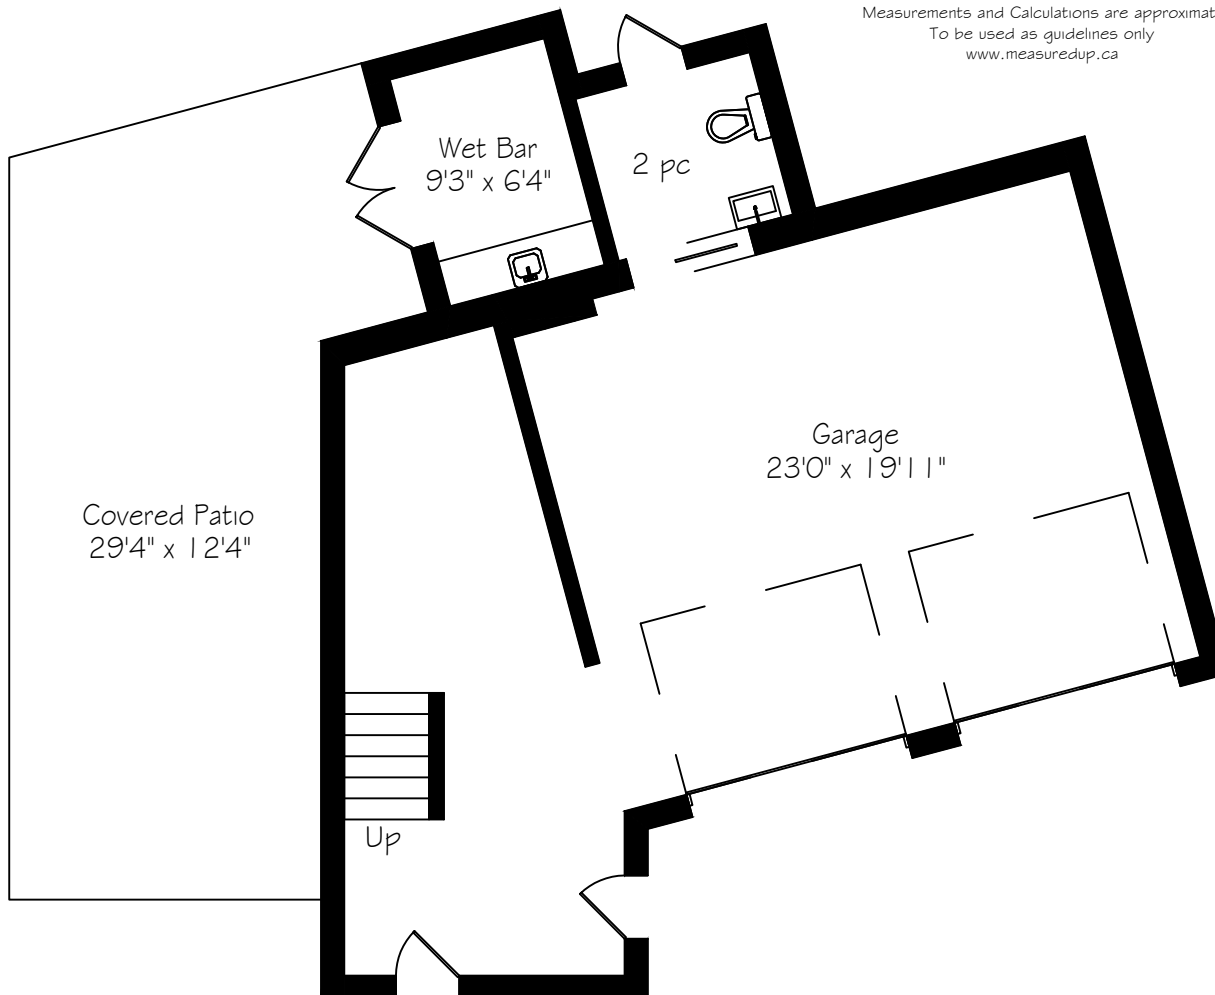 Measurements and Calculations are approximat
To be used as guidelines only
www.measuredup.ca
Wet Bar
9'3" x 6'4"
2 pc
Garage
23'0" x 19'11"
Covered Patio
29'4" x 12'4"
Up